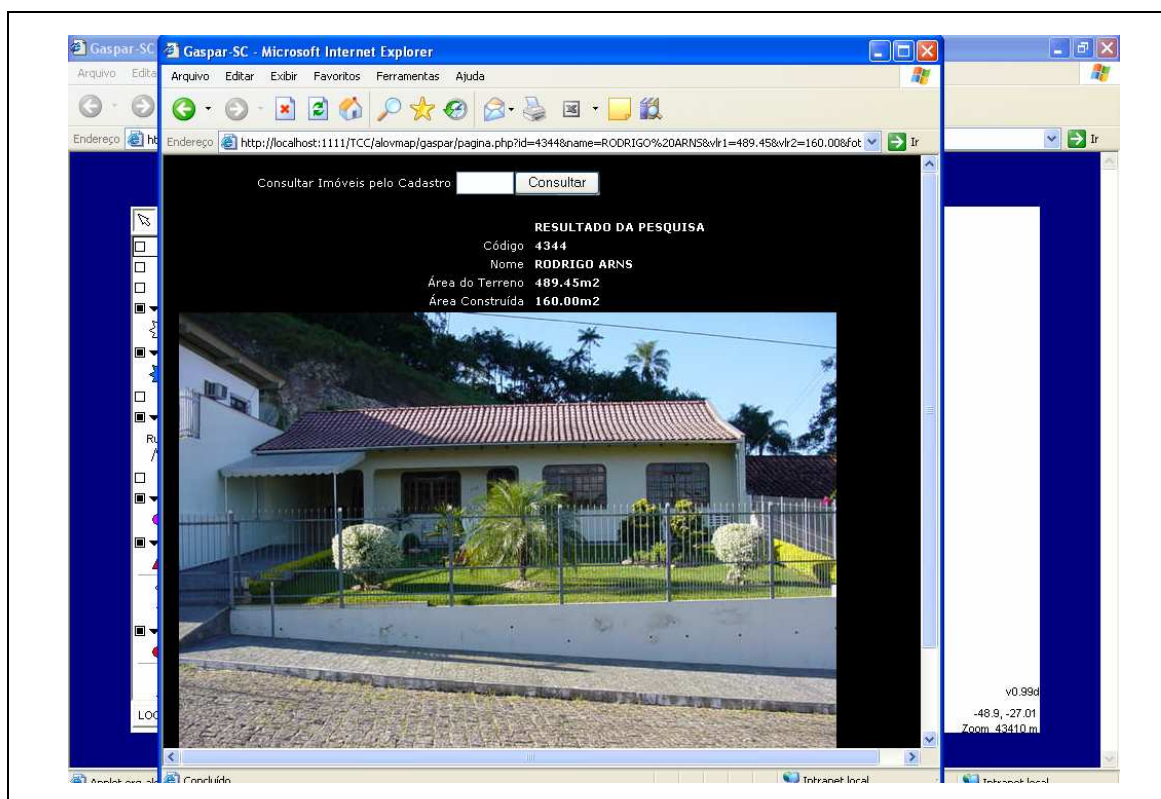 Gaspar-SC
Gaspar-SC - Microsoft Internet Explorer
Arquivo
Arquivo Editar Exibir Favoritos Ferramentas Ajuda
Endereço
Endereço http://localhost:1111/TCC/alovmap/gaspar/pagina.php?id=4344&name=RODRIGO%20ARNS&vlr1=489.45&vlr2=160.00&fot Ir
Ir
Consultar Imóveis pelo Cadastro Consultar
RESULTADO DA PESQUISA
Código 4344
Nome RODRIGO ARNS
Área do Terreno 489.45m2
Área Construída 160.00m2
v0.99d
-48.9, -27.01
Zoom 43410 m
Concluído
Intranet local
Intranet local